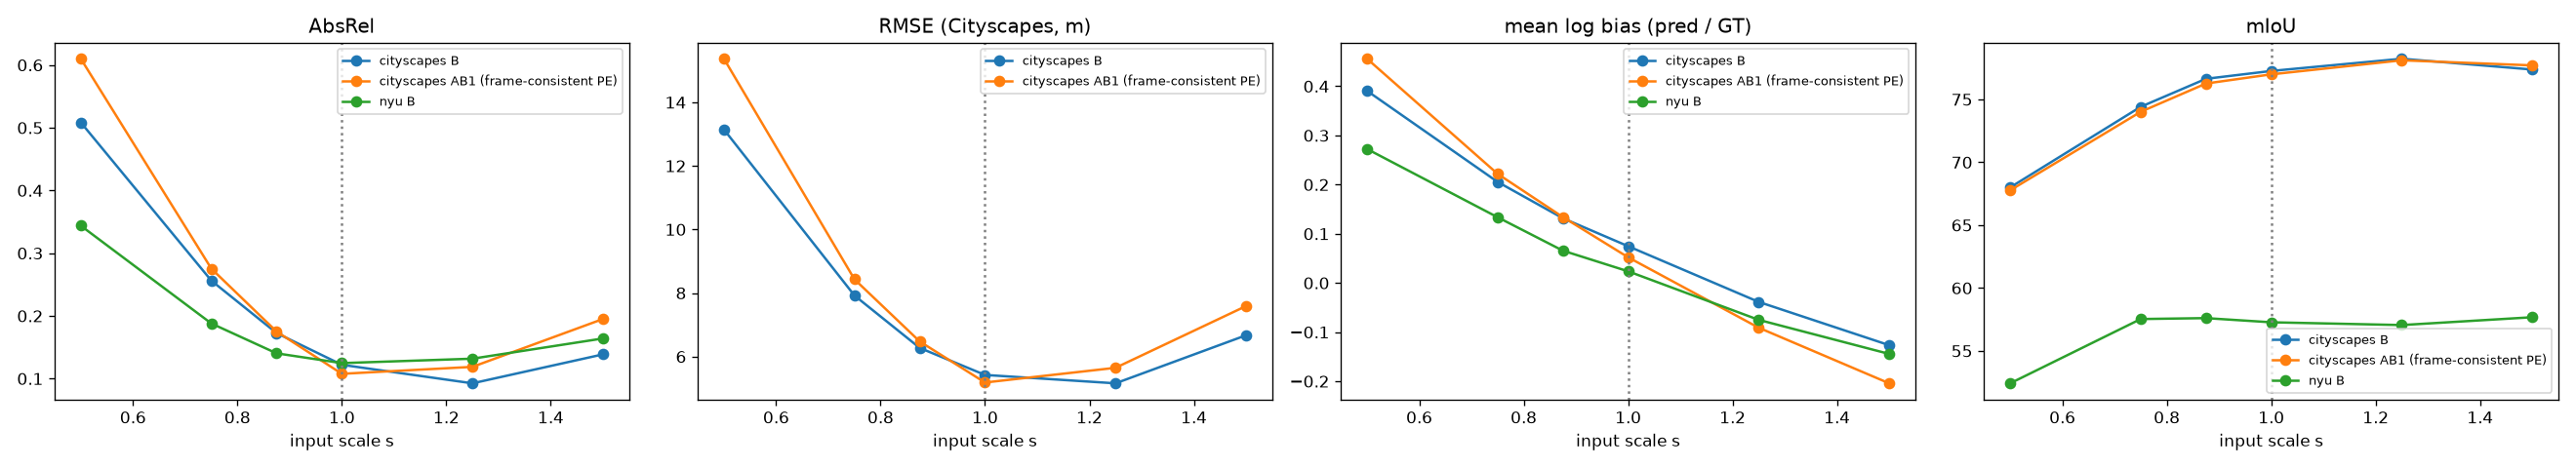 AbsRel
0.6
0.5
0.4
0.3
0.2
0.1
0.6
0.8
1.0
1.2
1.4
input scale s
cityscapes B
cityscapes AB1 (frame-consistent PE)
nyu B
RMSE (Cityscapes, m)
14
12
10
8
6
0.6
0.8
1.0
1.2
1.4
input scale s
cityscapes B
cityscapes AB1 (frame-consistent PE)
mean log bias (pred / GT)
0.4
0.3
0.2
0.1
0.0
−0.1
−0.2
0.6
0.8
1.0
1.2
1.4
input scale s
cityscapes B
cityscapes AB1 (frame-consistent PE)
nyu B
mIoU
75
70
65
60
55
0.6
0.8
1.0
1.2
1.4
input scale s
cityscapes B
cityscapes AB1 (frame-consistent PE)
nyu B